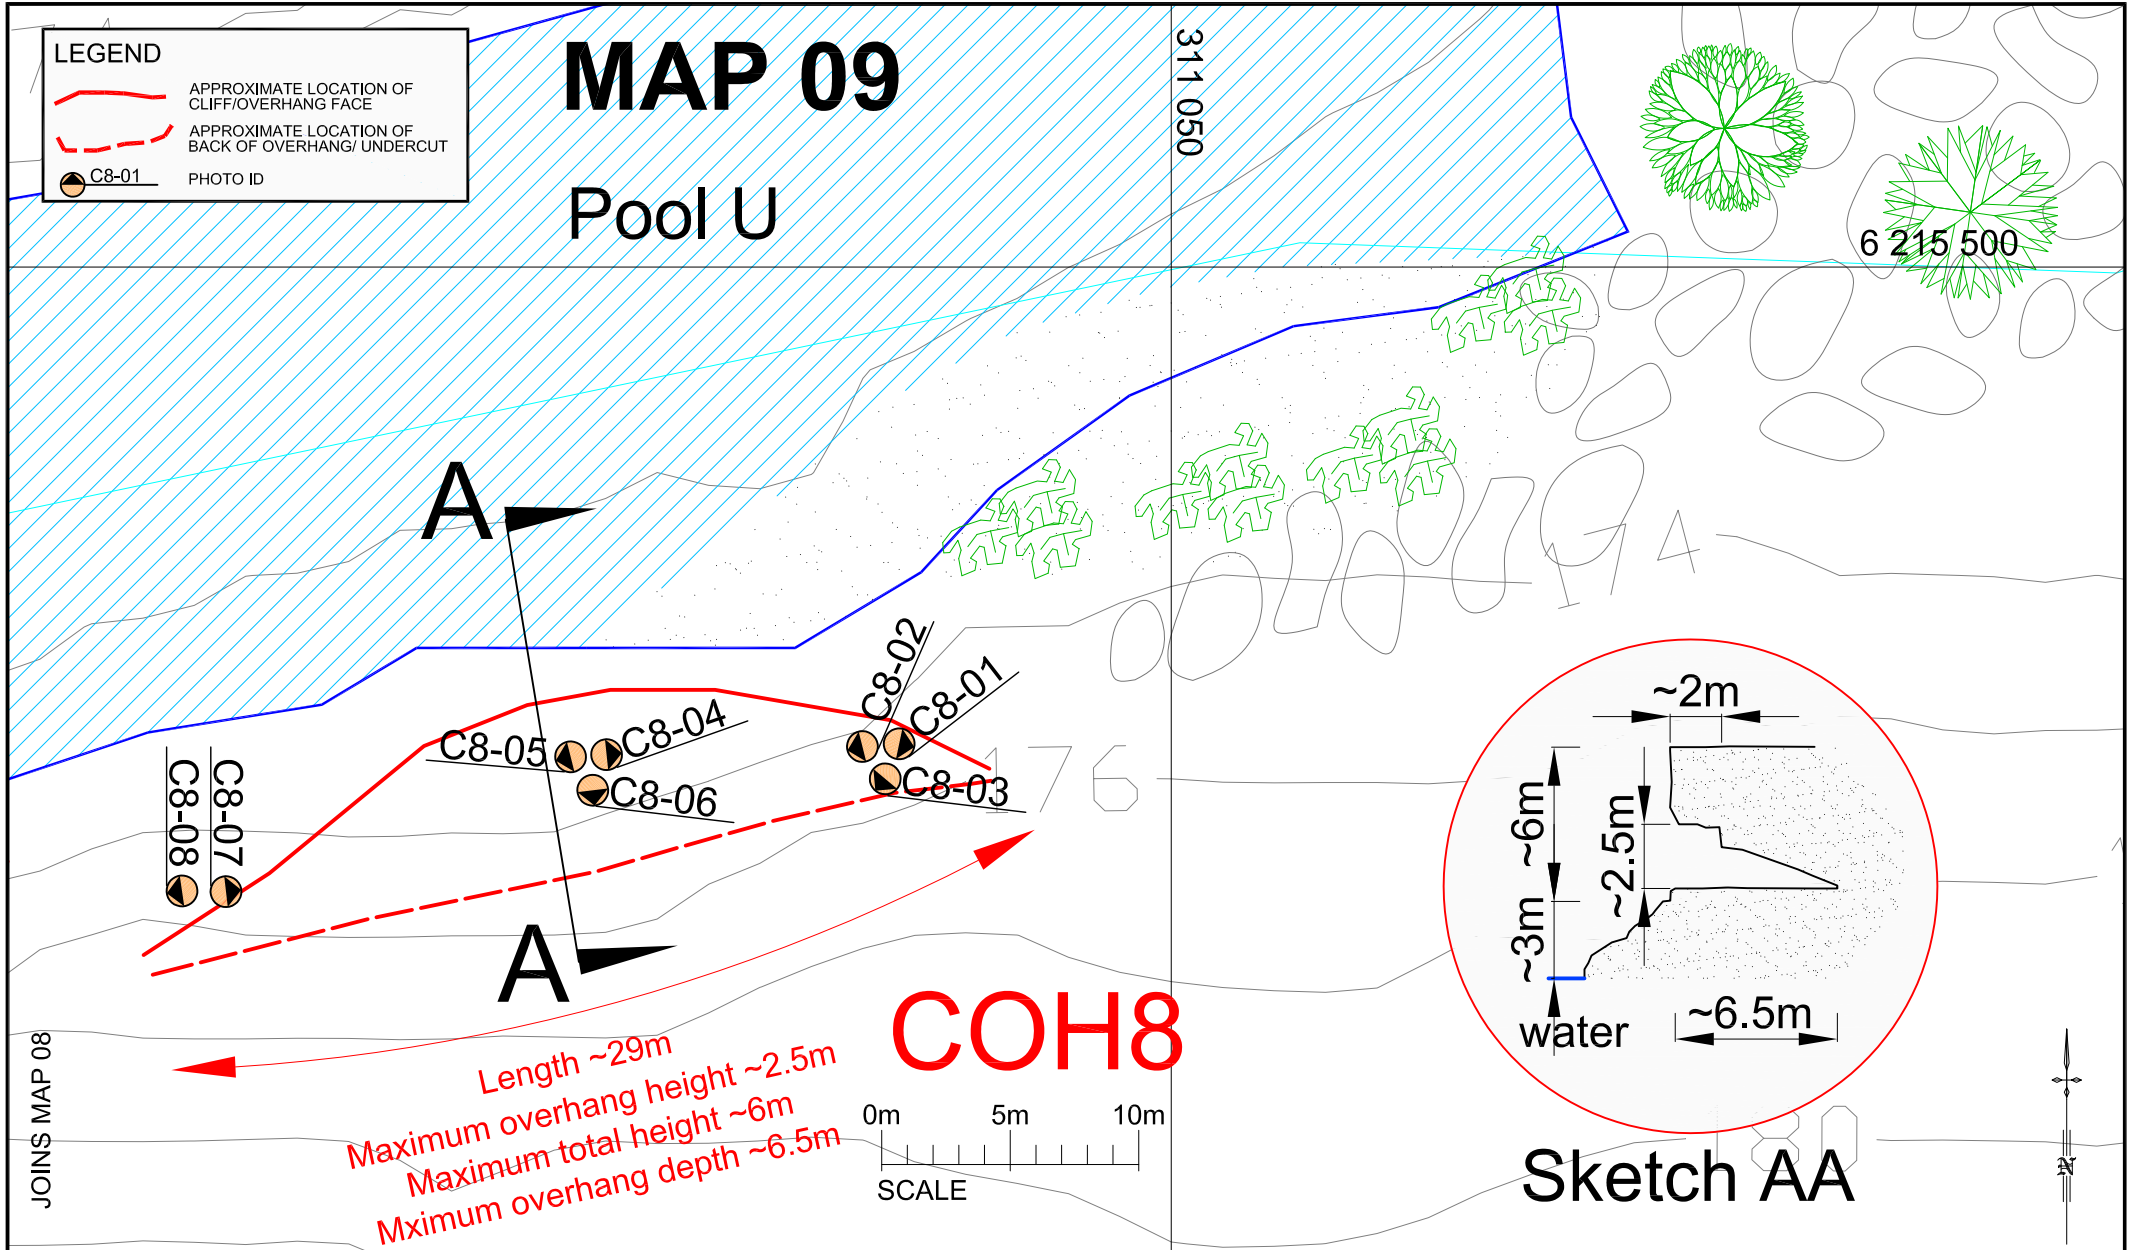 LEGEND
APPROXIMATE LOCATION OF
CLIFF/OVERHANG FACE
APPROXIMATE LOCATION OF
BACK OF OVERHANG/ UNDERCUT
C8-01
PHOTO ID
MAP 09
Pool U
311 050
6 215 500
A
174
C8-02
C8-01
C8-04
C8-05
C8-06
C8-03
176
C8-08
C8-07
A
COH8
Length ~29m
Maximum overhang height ~2.5m
Maximum total height ~6m
Mximum overhang depth ~6.5m
0m 5m 10m
SCALE
JOINS MAP 08
~2m
~6m
~2.5m
~3m
~6.5m
water
180
Sketch AA
N